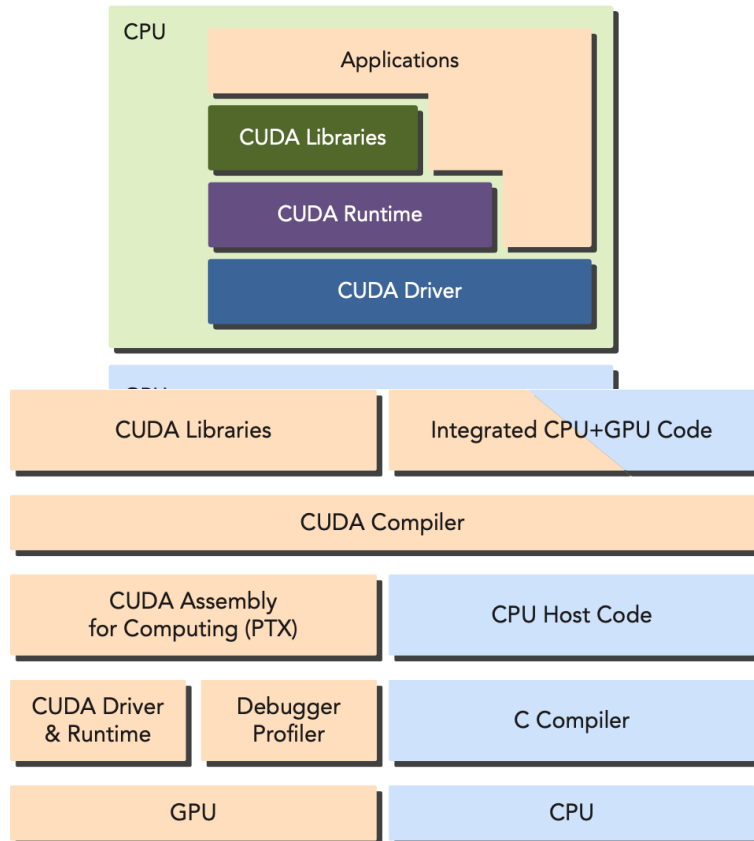 CPU
Applications
CUDA Libraries
CUDA Runtime
CUDA Driver
CUDA Libraries
Integrated CPU+GPU Code
CUDA Compiler
CUDA Assembly
for Computing (PTX)
CPU Host Code
CUDA Driver
& Runtime
Debugger
Profiler
C Compiler
GPU
CPU